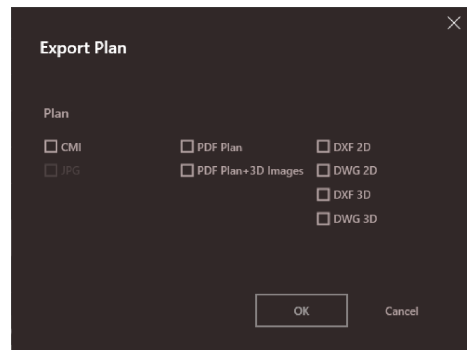 Export Plan
Plan
CMI PDF Plan DXF 2D
JPG PDF Plan+3D Images DWG 2D
DXF 3D
DWG 3D
OK Cancel